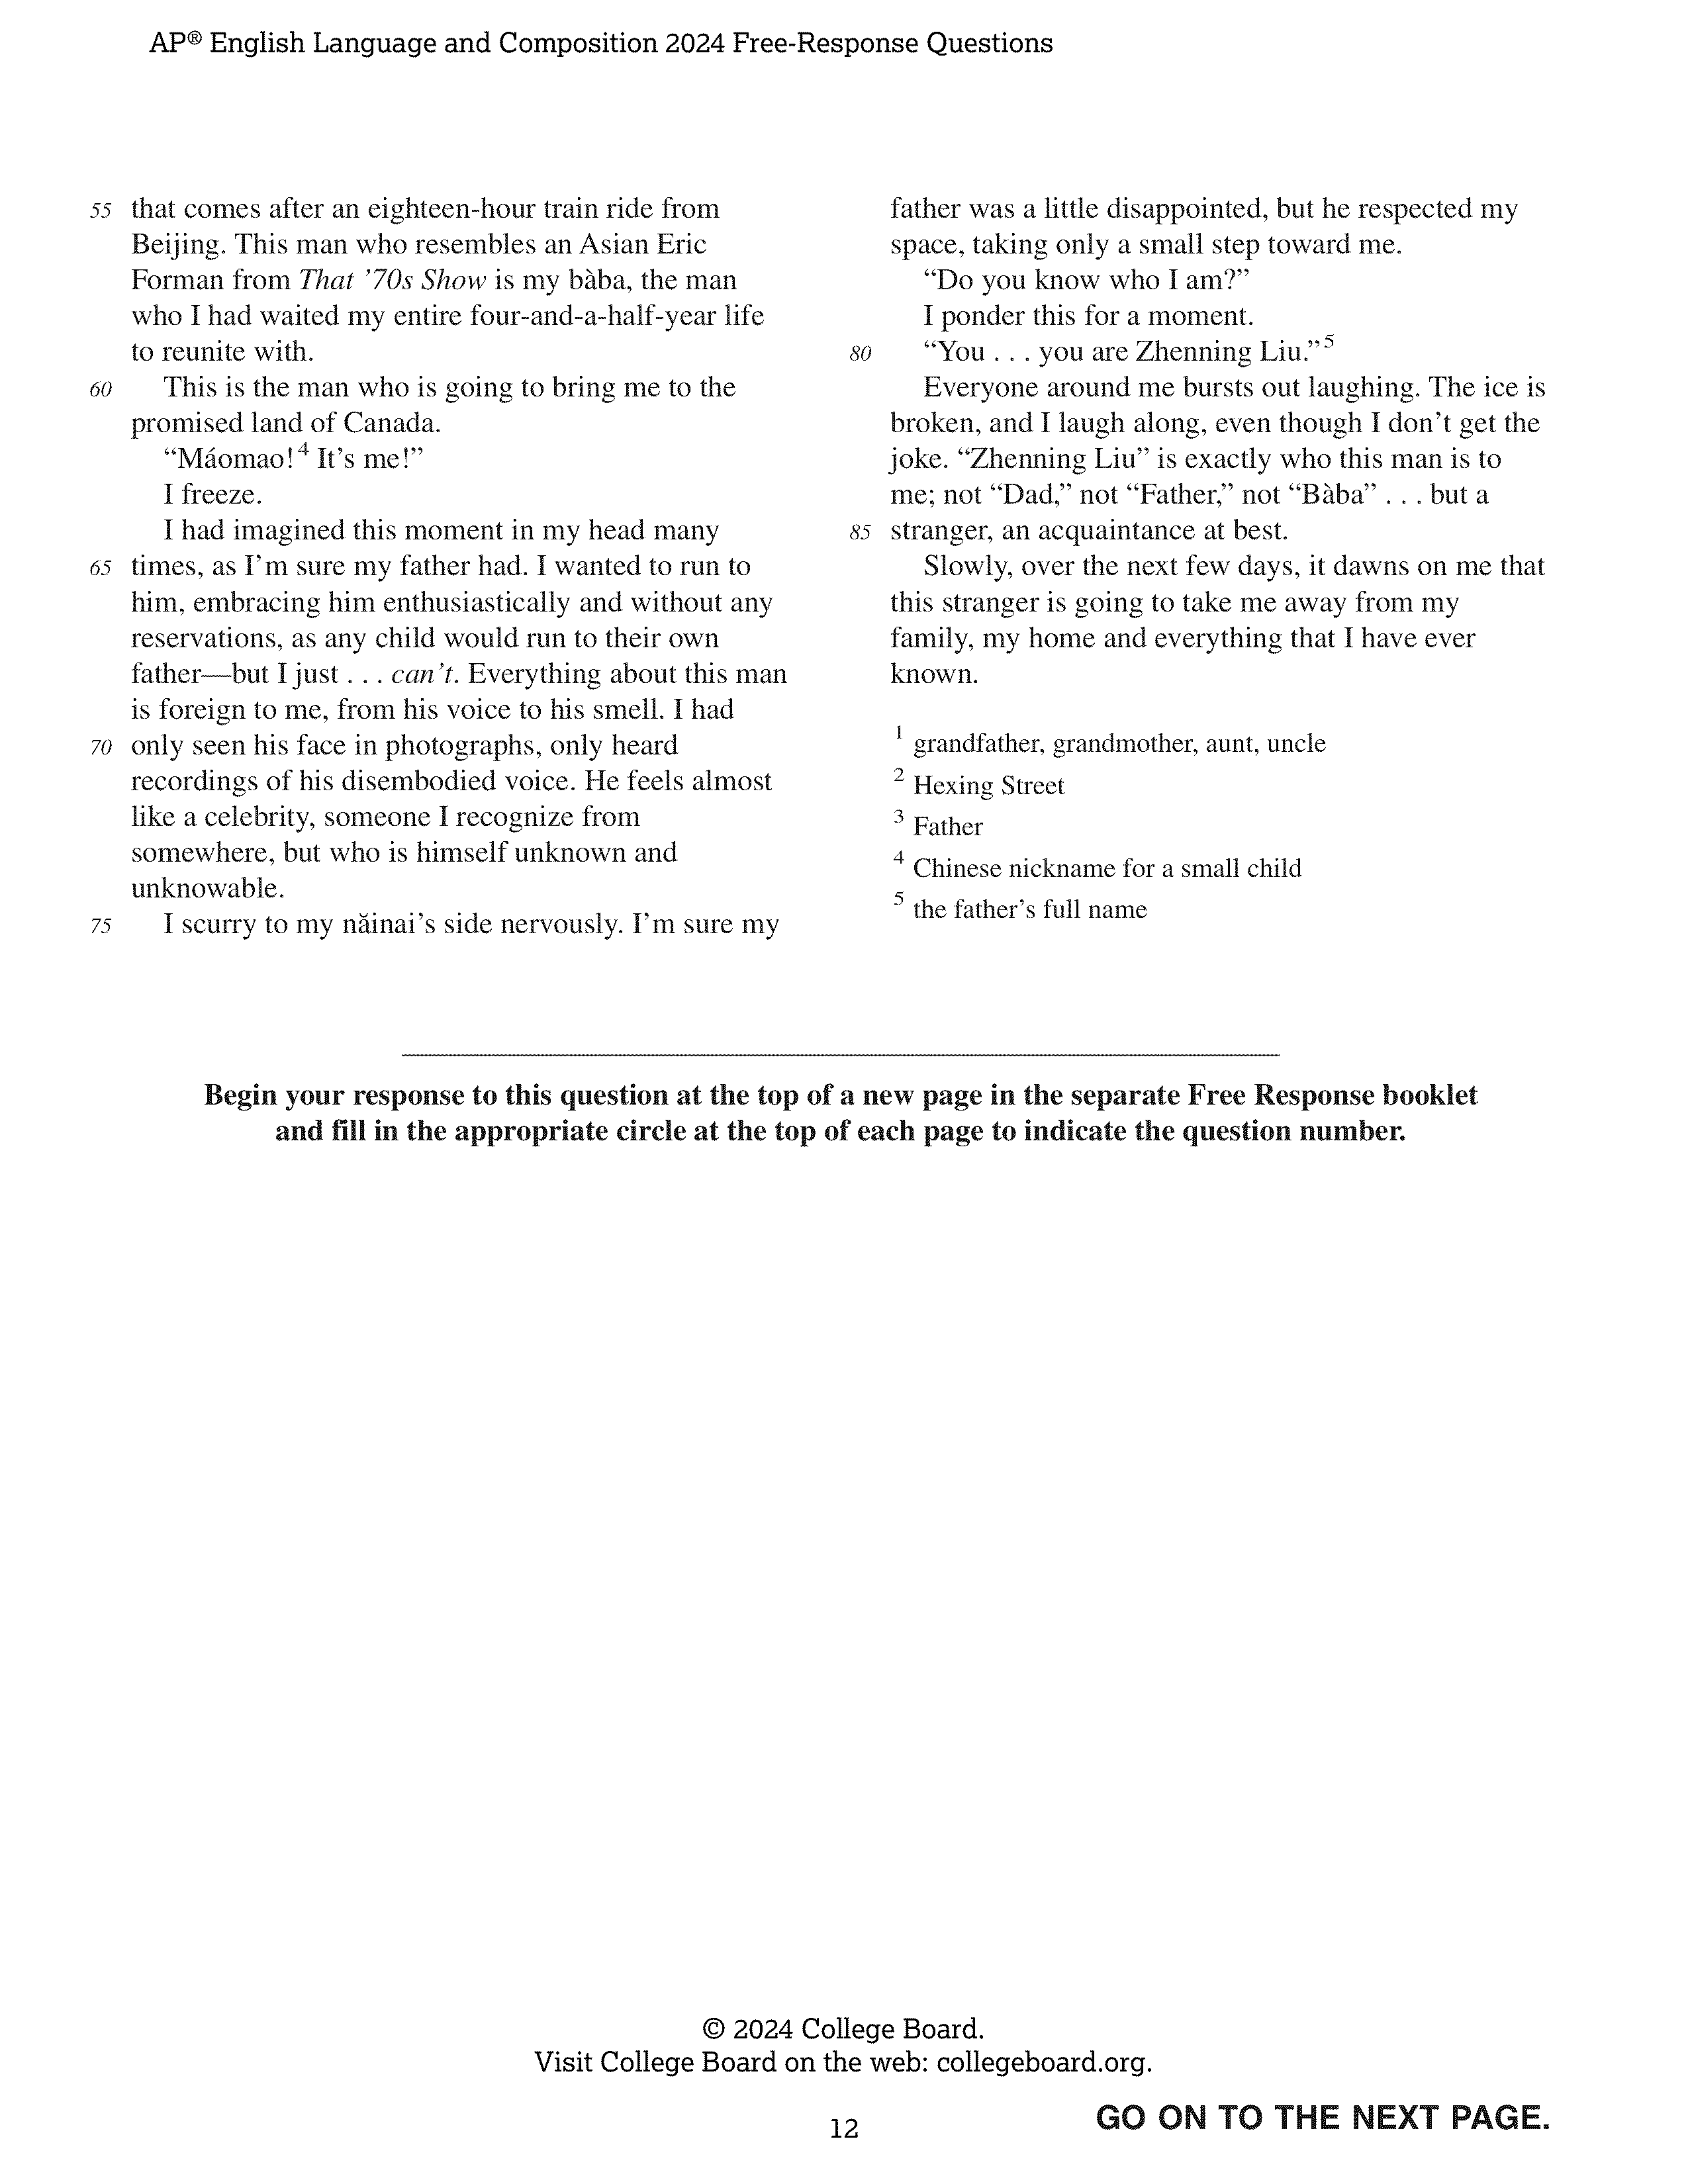 AP® English Language and Composition 2024 Free-Response Questions
55 that comes after an eighteen-hour train ride from
Beijing. This man who resembles an Asian Eric
Forman from That ’70s Show is my bàba, the man
who I had waited my entire four-and-a-half-year life
to reunite with.
60 This is the man who is going to bring me to the
promised land of Canada.
“Máomao!4 It’s me!”
I freeze.
I had imagined this moment in my head many
65 times, as I’m sure my father had. I wanted to run to
him, embracing him enthusiastically and without any
reservations, as any child would run to their own
father—but I just . . . can’t. Everything about this man
is foreign to me, from his voice to his smell. I had
70 only seen his face in photographs, only heard
recordings of his disembodied voice. He feels almost
like a celebrity, someone I recognize from
somewhere, but who is himself unknown and
unknowable.
75 I scurry to my năinai’s side nervously. I’m sure my
father was a little disappointed, but he respected my
space, taking only a small step toward me.
“Do you know who I am?”
I ponder this for a moment.
80 “You . . . you are Zhenning Liu.”5
Everyone around me bursts out laughing. The ice is
broken, and I laugh along, even though I don’t get the
joke. “Zhenning Liu” is exactly who this man is to
me; not “Dad,” not “Father,” not “Bàba” . . . but a
85 stranger, an acquaintance at best.
Slowly, over the next few days, it dawns on me that
this stranger is going to take me away from my
family, my home and everything that I have ever
known.
1 grandfather, grandmother, aunt, uncle
2 Hexing Street
3 Father
4 Chinese nickname for a small child
5 the father’s full name
Begin your response to this question at the top of a new page in the separate Free Response booklet
and fill in the appropriate circle at the top of each page to indicate the question number.
© 2024 College Board.
Visit College Board on the web: collegeboard.org.
12
GO ON TO THE NEXT PAGE.